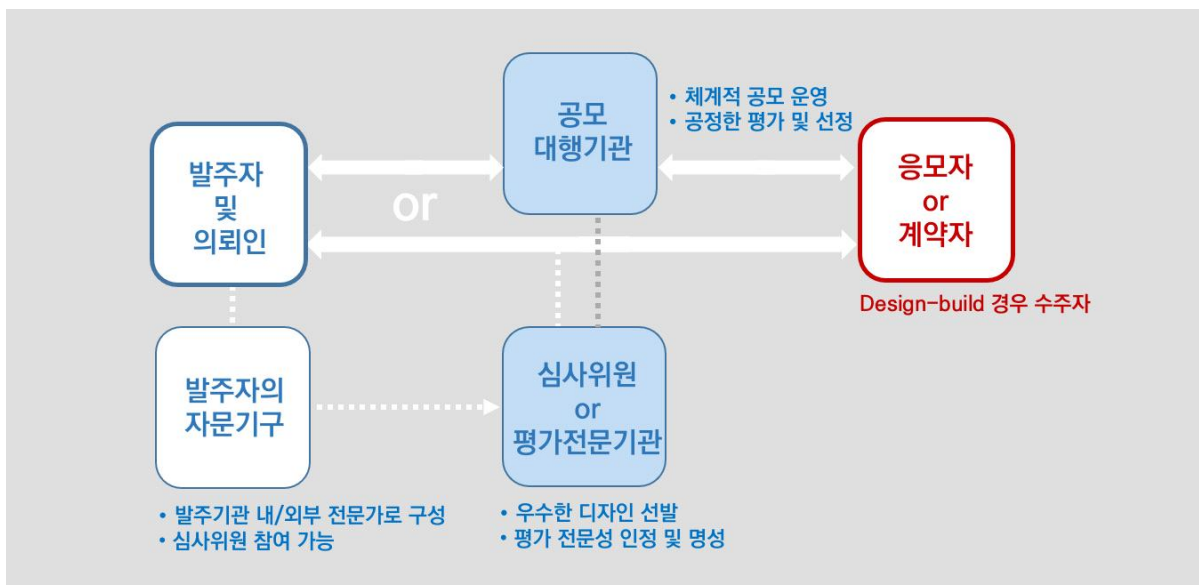 공모
대행기관
• 체계적 공모 운영
• 공정한 평가 및 선정
발주자
및
의뢰인
or
응모자
or
계약자
Design-build 경우 수주자
발주자의
자문기구
심사위원
or
평가전문기관
• 발주기관 내/외부 전문가로 구성
• 심사위원 참여 가능
• 우수한 디자인 선발
• 평가 전문성 인정 및 명성